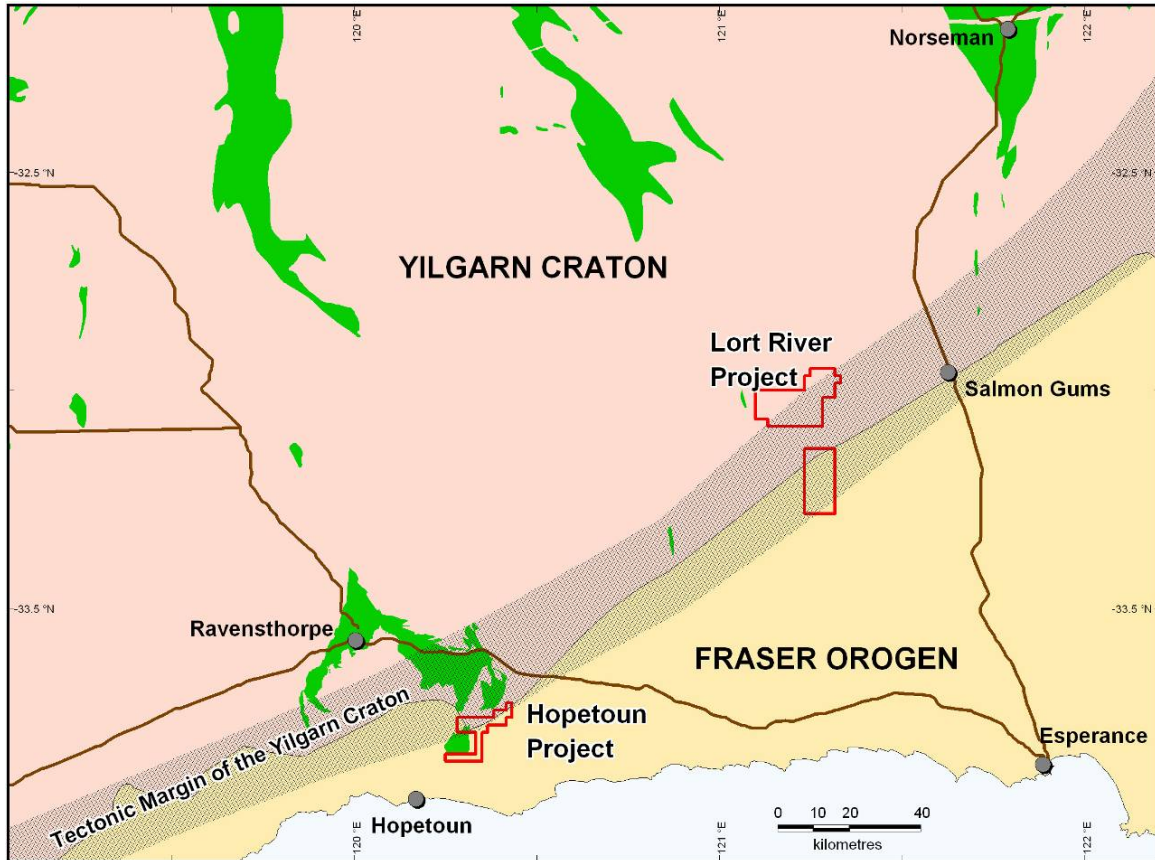 120 °E
121 °E
122 °E
Norseman
-32.5 °N
-32.5 °N
YILGARN CRATON
Lort River
Project
Salmon Gums
-33.5 °N
-33.5 °N
Ravensthorpe
FRASER OROGEN
Tectonic Margin of the Yilgarn Craton
Hopetoun
Project
Esperance
Hopetoun
0 10 20 40
kilometres
120 °E
121 °E
122 °E